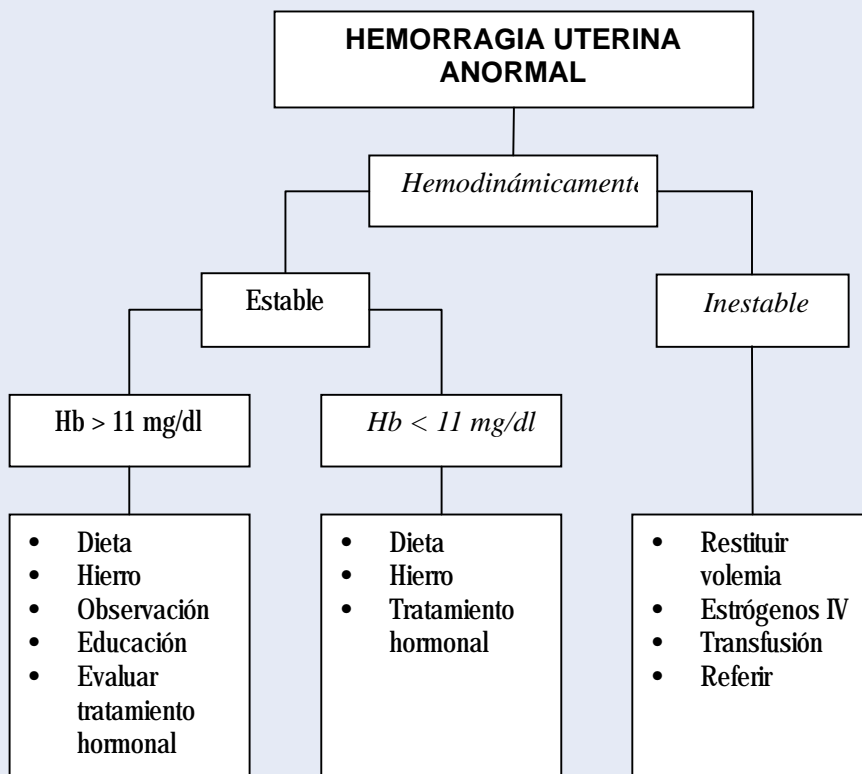 HEMORRAGIA UTERINA
ANORMAL
Hemodinámicamente
Estable
Inestable
Hb > 11 mg/dl
Hb < 11 mg/dl
• Dieta
• Hierro
• Observación
• Educación
• Evaluar
tratamiento
hormonal
• Dieta
• Hierro
• Tratamiento
hormonal
• Restituir
volemia
• Estrógenos IV
• Transfusión
• Referir